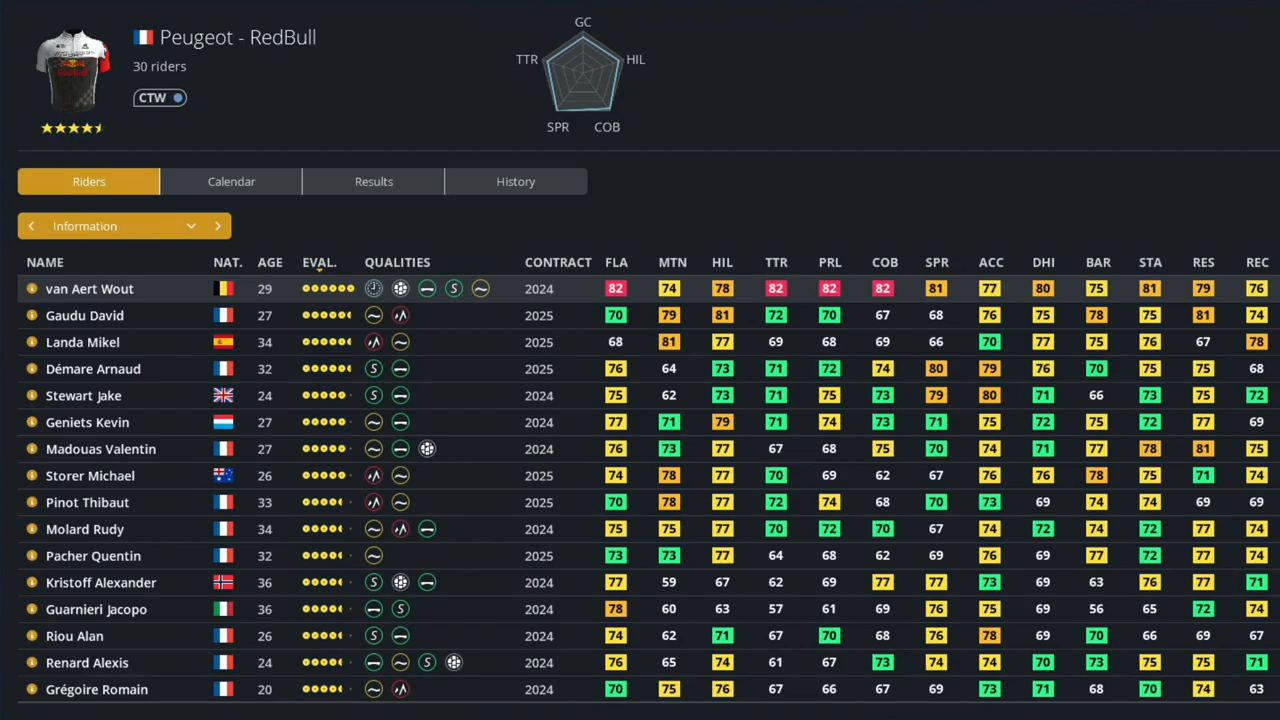 Peugeot - RedBull
30 riders
CTW
GC
TTR HIL
SPR COB
Riders Calendar Results History
Information
NAME NAT. AGE EVAL. QUALITIES CONTRACT FLA MTN HIL TTR PRL COB SPR ACC DHI BAR STA RES REC
van Aert Wout 29 S 2024 82 74 78 82 82 82 81 77 80 75 81 79 76
Gaudu David 27 2025 70 79 81 72 70 67 68 76 75 78 75 81 74
Landa Mikel 34 2025 68 81 77 69 68 69 66 70 77 75 76 67 78
Démare Arnaud 32 S 2025 76 64 73 71 72 74 80 79 76 70 75 75 68
Stewart Jake 24 S 2025 75 62 73 71 75 73 79 80 71 66 73 75 72
Geniets Kevin 27 2025 77 71 79 71 74 73 71 75 72 75 72 77 69
Madouas Valentin 27 2025 76 73 77 67 68 75 70 74 71 77 78 81 75
Storer Michael 26 2025 74 78 77 70 69 62 67 76 76 78 75 71 74
Pinot Thibaut 33 2025 70 78 77 72 74 68 70 73 69 74 74 69 69
Molard Rudy 34 2024 75 75 77 70 72 70 67 74 72 74 72 77 74
Pacher Quentin 32 2025 73 73 77 64 68 62 69 76 69 77 72 77 74
Kristoff Alexander 36 S 2024 77 59 67 62 69 77 77 73 69 63 76 77 71
Guarnieri Jacopo 36 S 2024 78 60 63 57 61 69 76 75 69 56 65 72 74
Riou Alan 26 S 2024 74 62 71 67 70 68 76 78 69 70 66 69 67
Renard Alexis 24 S 2024 76 65 74 61 67 73 74 74 70 73 75 75 71
Grégoire Romain 20 2024 70 75 76 67 66 67 69 73 71 68 70 74 63